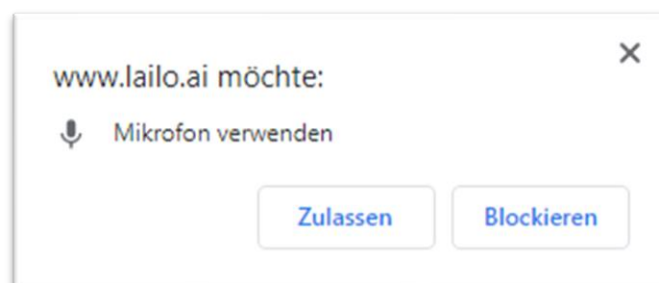 www.lailo.ai möchte:
Mikrofon verwenden
Zulassen Blockieren